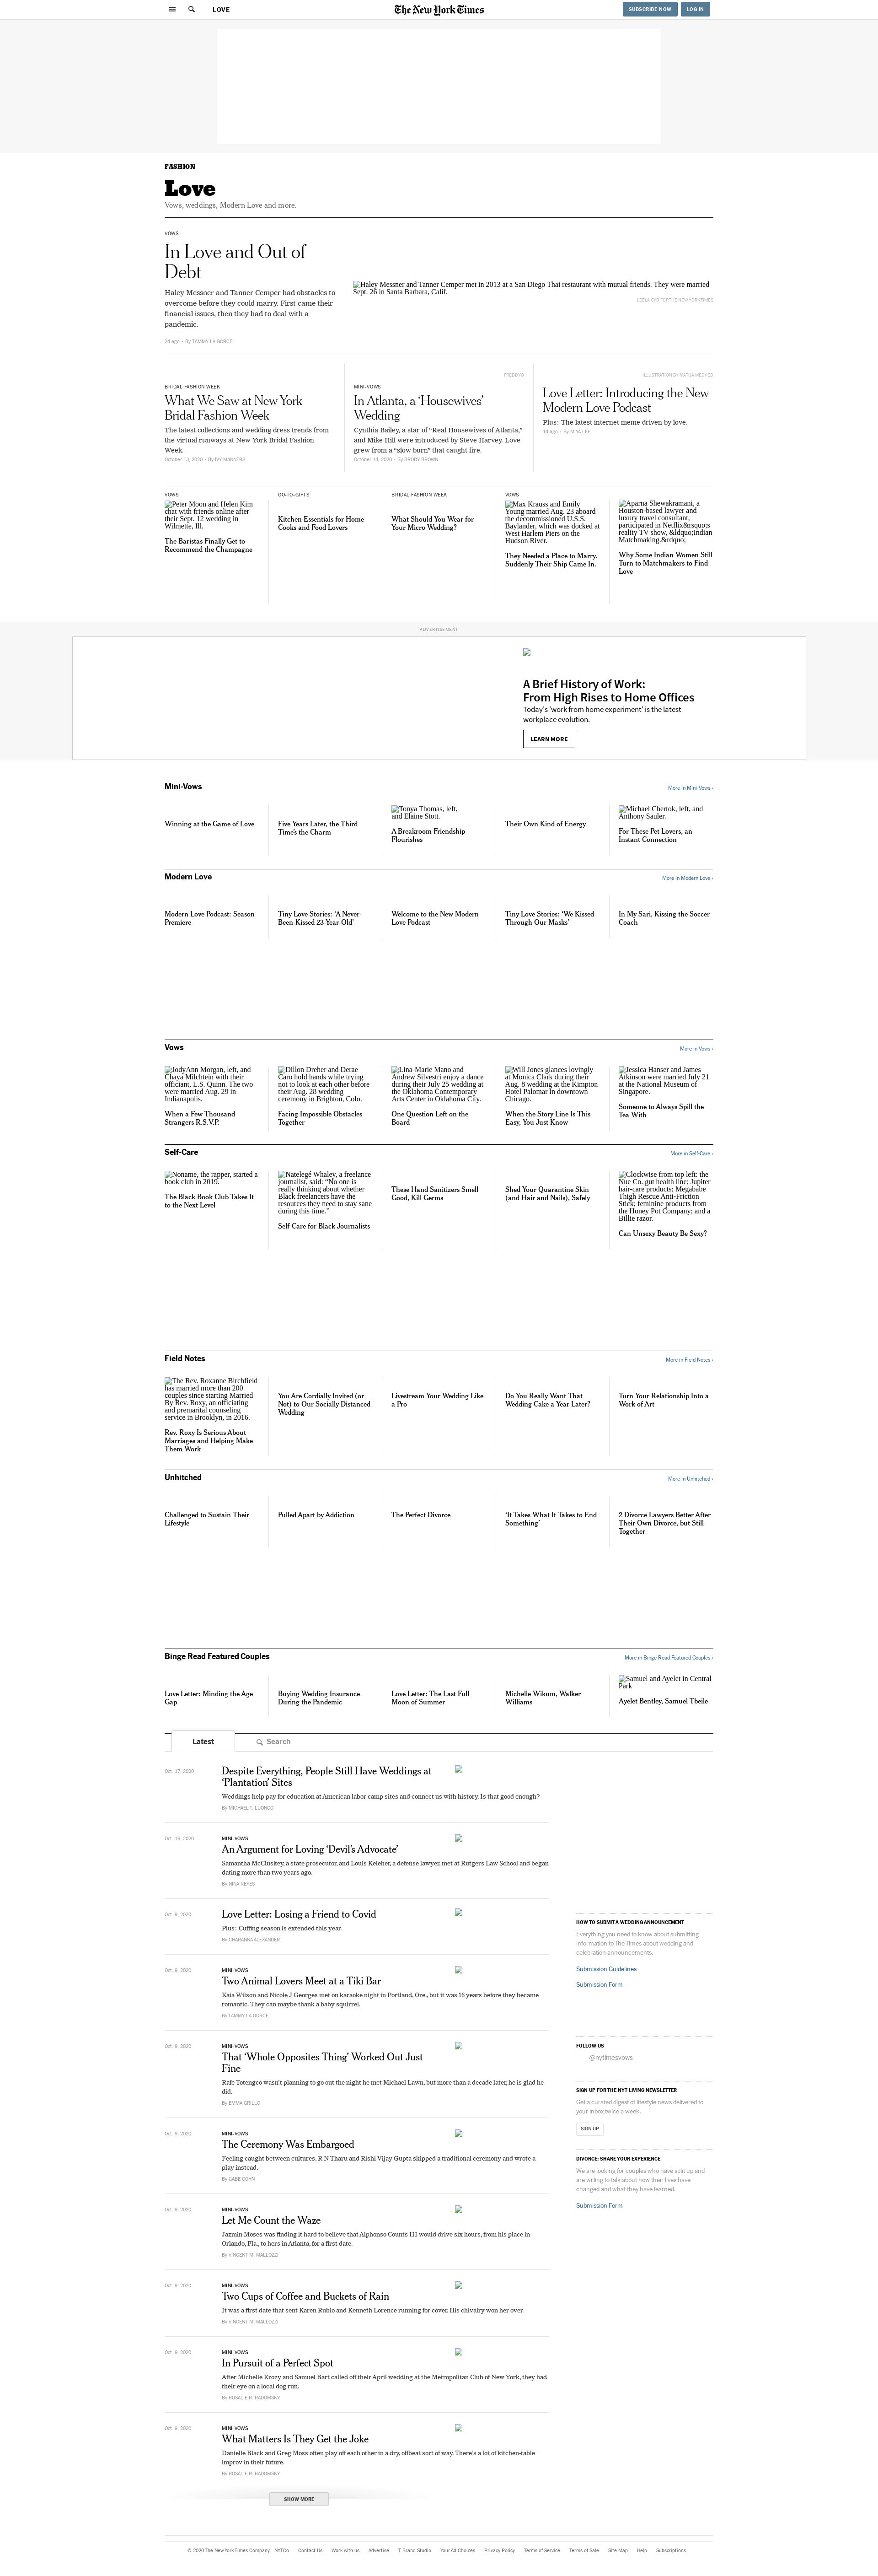 LOVE
The New York Times
SUBSCRIBE NOW
LOG IN
FASHION
Love
Vows, weddings, Modern Love and more.
VOWS
In Love and Out of
Debt
Haley Messner and Tanner Cemper had obstacles to
overcome before they could marry. First came their
financial issues, then they had to deal with a
pandemic.
2d ago · By TAMMY LA GORCE
Haley Messner and Tanner Cemper met in 2013 at a San Diego Thai restaurant with mutual friends. They were married
Sept. 26 in Santa Barbara, Calif.
LEELA CYD FOR THE NEW YORK TIMES
BRIDAL FASHION WEEK
What We Saw at New York
Bridal Fashion Week
The latest collections and wedding dress trends from
the virtual runways at New York Bridal Fashion
Week.
October 13, 2020 · By IVY MANNERS
MINI-VOWS
In Atlanta, a ‘Housewives’
Wedding
Cynthia Bailey, a star of “Real Housewives of Atlanta,”
and Mike Hill were introduced by Steve Harvey. Love
grew from a “slow burn” that caught fire.
October 14, 2020 · By BRODY BROWN
ILLUSTRATION BY MATIJA MEDVED
Love Letter: Introducing the New
Modern Love Podcast
Plus: The latest internet meme driven by love.
1d ago · By MIYA LEE
VOWS
Peter Moon and Helen Kim
chat with friends online after
their Sept. 12 wedding in
Wilmette, Ill.
The Baristas Finally Get to
Recommend the Champagne
GO-TO-GIFTS
Kitchen Essentials for Home
Cooks and Food Lovers
BRIDAL FASHION WEEK
What Should You Wear for
Your Micro Wedding?
VOWS
Max Krauss and Emily
Young married Aug. 23 aboard
the decommissioned U.S.S.
Baylander, which was docked at
West Harlem Piers on the
Hudson River.
They Needed a Place to Marry.
Suddenly Their Ship Came In.
Aparna Shewakramani, a
Houston-based lawyer and
luxury travel consultant,
participated in Netflix&rsquo;s
reality TV show, &ldquo;Indian
Matchmaking.&rdquo;
Why Some Indian Women Still
Turn to Matchmakers to Find
Love
ADVERTISEMENT
A Brief History of Work:
From High Rises to Home Offices
Today's 'work from home experiment' is the latest
workplace evolution.
LEARN MORE
Mini-Vows
More in Mini-Vows ›
Winning at the Game of Love
Five Years Later, the Third
Time’s the Charm
Tonya Thomas, left,
and Elaine Stott.
A Breakroom Friendship
Flourishes
Their Own Kind of Energy
Michael Chertok, left, and
Anthony Sauler.
For These Pet Lovers, an
Instant Connection
Modern Love
More in Modern Love ›
Modern Love Podcast: Season
Premiere
Tiny Love Stories: ‘A Never-
Been-Kissed 23-Year-Old’
Welcome to the New Modern
Love Podcast
Tiny Love Stories: ‘We Kissed
Through Our Masks’
In My Sari, Kissing the Soccer
Coach
Vows
More in Vows ›
JodyAnn Morgan, left, and
Chaya Milchtein with their
officiant, L.S. Quinn. The two
were married Aug. 29 in
Indianapolis.
When a Few Thousand
Strangers R.S.V.P.
Dillon Dreher and Derae
Caro hold hands while trying
not to look at each other before
their Aug. 28 wedding
ceremony in Brighton, Colo.
Facing Impossible Obstacles
Together
Lina-Marie Mano and
Andrew Silvestri enjoy a dance
during their July 25 wedding at
the Oklahoma Contemporary
Arts Center in Oklahoma City.
One Question Left on the
Board
Will Jones glances lovingly
at Monica Clark during their
Aug. 8 wedding at the Kimpton
Hotel Palomar in downtown
Chicago.
When the Story Line Is This
Easy, You Just Know
Jessica Hanser and James
Atkinson were married July 21
at the National Museum of
Singapore.
Someone to Always Spill the
Tea With
Self-Care
More in Self-Care ›
Noname, the rapper, started a
book club in 2019.
The Black Book Club Takes It
to the Next Level
Natelegé Whaley, a freelance
journalist, said: “No one is
really thinking about whether
Black freelancers have the
resources they need to stay sane
during this time.”
Self-Care for Black Journalists
These Hand Sanitizers Smell
Good, Kill Germs
Shed Your Quarantine Skin
(and Hair and Nails), Safely
Clockwise from top left: the
Nue Co. gut health line; Jupiter
hair-care products; Megababe
Thigh Rescue Anti-Friction
Stick; feminine products from
the Honey Pot Company; and a
Billie razor.
Can Unsexy Beauty Be Sexy?
Field Notes
More in Field Notes ›
The Rev. Roxanne Birchfield
has married more than 200
couples since starting Married
By Rev. Roxy, an officiating
and premarital counseling
service in Brooklyn, in 2016.
Rev. Roxy Is Serious About
Marriages and Helping Make
Them Work
You Are Cordially Invited (or
Not) to Our Socially Distanced
Wedding
Livestream Your Wedding Like
a Pro
Do You Really Want That
Wedding Cake a Year Later?
Turn Your Relationship Into a
Work of Art
Unhitched
More in Unhitched ›
Challenged to Sustain Their
Lifestyle
Pulled Apart by Addiction
The Perfect Divorce
‘It Takes What It Takes to End
Something’
2 Divorce Lawyers Better After
Their Own Divorce, but Still
Together
Binge Read Featured Couples
More in Binge Read Featured Couples ›
Love Letter: Minding the Age
Gap
Buying Wedding Insurance
During the Pandemic
Love Letter: The Last Full
Moon of Summer
Michelle Wikum, Walker
Williams
Samuel and Ayelet in Central
Park
Ayelet Bentley, Samuel Tbeile
Latest
Search
Oct. 17, 2020
Despite Everything, People Still Have Weddings at
‘Plantation’ Sites
Weddings help pay for education at American labor camp sites and connect us with history. Is that good enough?
By MICHAEL T. LUONGO
Oct. 16, 2020
MINI-VOWS
An Argument for Loving ‘Devil’s Advocate’
Samantha McCluskey, a state prosecutor, and Louis Keleher, a defense lawyer, met at Rutgers Law School and began
dating more than two years ago.
By NINA REYES
Oct. 9, 2020
Love Letter: Losing a Friend to Covid
Plus: Cuffing season is extended this year.
By CHARANNA ALEXANDER
Oct. 9, 2020
MINI-VOWS
Two Animal Lovers Meet at a Tiki Bar
Kaia Wilson and Nicole J Georges met on karaoke night in Portland, Ore., but it was 16 years before they became
romantic. They can maybe thank a baby squirrel.
By TAMMY LA GORCE
Oct. 9, 2020
MINI-VOWS
That ‘Whole Opposites Thing’ Worked Out Just
Fine
Rafe Totengco wasn’t planning to go out the night he met Michael Lawn, but more than a decade later, he is glad he
did.
By EMMA GRILLO
Oct. 9, 2020
MINI-VOWS
The Ceremony Was Embargoed
Feeling caught between cultures, R N Tharu and Rishi Vijay Gupta skipped a traditional ceremony and wrote a
play instead.
By GABE COHN
Oct. 9, 2020
MINI-VOWS
Let Me Count the Waze
Jazmin Moses was finding it hard to believe that Alphonso Counts III would drive six hours, from his place in
Orlando, Fla., to hers in Atlanta, for a first date.
By VINCENT M. MALLOZZI
Oct. 9, 2020
MINI-VOWS
Two Cups of Coffee and Buckets of Rain
It was a first date that sent Karen Rubio and Kenneth Lorence running for cover. His chivalry won her over.
By VINCENT M. MALLOZZI
Oct. 9, 2020
MINI-VOWS
In Pursuit of a Perfect Spot
After Michelle Krozy and Samuel Bart called off their April wedding at the Metropolitan Club of New York, they had
their eye on a local dog run.
By ROSALIE R. RADOMSKY
Oct. 9, 2020
MINI-VOWS
What Matters Is They Get the Joke
Danielle Black and Greg Moss often play off each other in a dry, offbeat sort of way. There’s a lot of kitchen-table
improv in their future.
By ROSALIE R. RADOMSKY
SHOW MORE
HOW TO SUBMIT A WEDDING ANNOUNCEMENT
Everything you need to know about submitting
information to The Times about wedding and
celebration announcements.
Submission Guidelines
Submission Form
FOLLOW US
@nytimesvows
SIGN UP FOR THE NYT LIVING NEWSLETTER
Get a curated digest of lifestyle news delivered to
your inbox twice a week.
SIGN UP
DIVORCE: SHARE YOUR EXPERIENCE
We are looking for couples who have split up and
are willing to talk about how their lives have
changed and what they have learned.
Submission Form
© 2020 The New York Times Company
NYTCo
Contact Us
Work with us
Advertise
T Brand Studio
Your Ad Choices
Privacy Policy
Terms of Service
Terms of Sale
Site Map
Help
Subscriptions